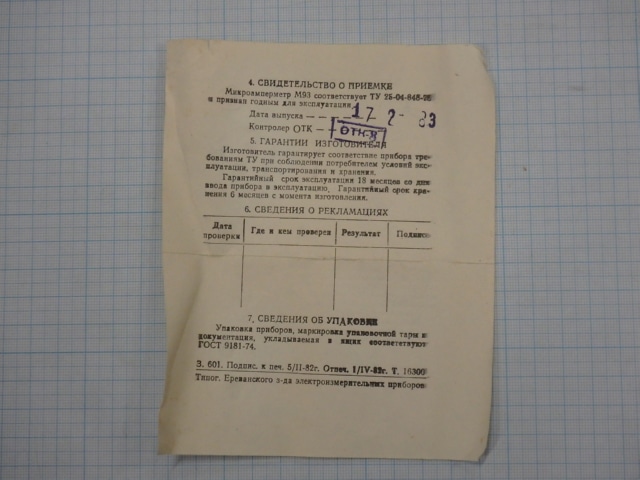 4. СВИДЕТЕЛЬСТВО О ПРИЕМКЕ
Микроамперметр М93 соответствует ТУ 25-04-848-76
и признан годным для эксплуатации.
Дата выпуска — — — 17 2- 83
Контролер ОТК —
5. ГАРАНТИИ ИЗГОТОВИТЕЛЯ
Изготовитель гарантирует соответствие прибора тре-
бованиям ТУ при соблюдении потребителем условий экс-
плуатации, транспортирования и хранения.
Гарантийный срок эксплуатации 18 месяцев со дня
ввода прибора в эксплуатацию. Гарантийный срок хра-
нения 6 месяцев с момента изготовления.
6. СВЕДЕНИЯ О РЕКЛАМАЦИЯХ
Дата проверки Где и кем проверен Результат Подпись
7. СВЕДЕНИЯ ОБ УПАКОВКЕ
Упаковка приборов, маркировка упаковочной тары и
документация, укладываемая в ящик соответствуют
ГОСТ 9181-74.
З. 601. Подпис. к печ. 5/II-82г. Отпеч. 1/IV-82г. Т. 16300
Типог. Ереванского з-да электроизмерительных приборов